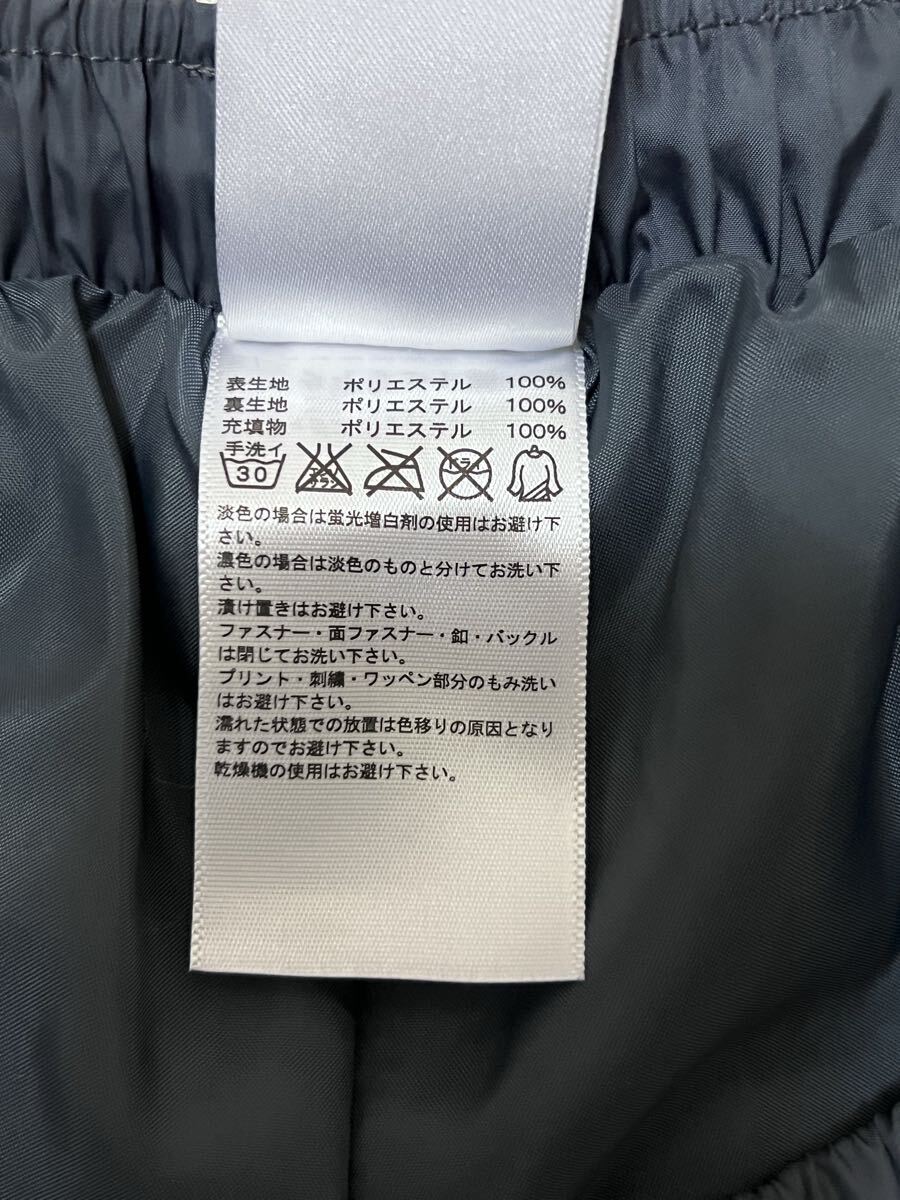 表生地 ポリエステル 100%
裏生地 ポリエステル 100%
充填物 ポリエステル 100%
手洗イ
30 エンソサラシ ドライ
淡色の場合は蛍光増白剤の使用はお避け下
さい。
濃色の場合は淡色のものと分けてお洗い下
さい。
漬け置きはお避け下さい。
ファスナー・面ファスナー・釦・バックル
は閉じてお洗い下さい。
プリント・刺繍・ワッペン部分のもみ洗い
はお避け下さい。
濡れた状態での放置は色移りの原因となり
ますのでお避け下さい。
乾燥機の使用はお避け下さい。